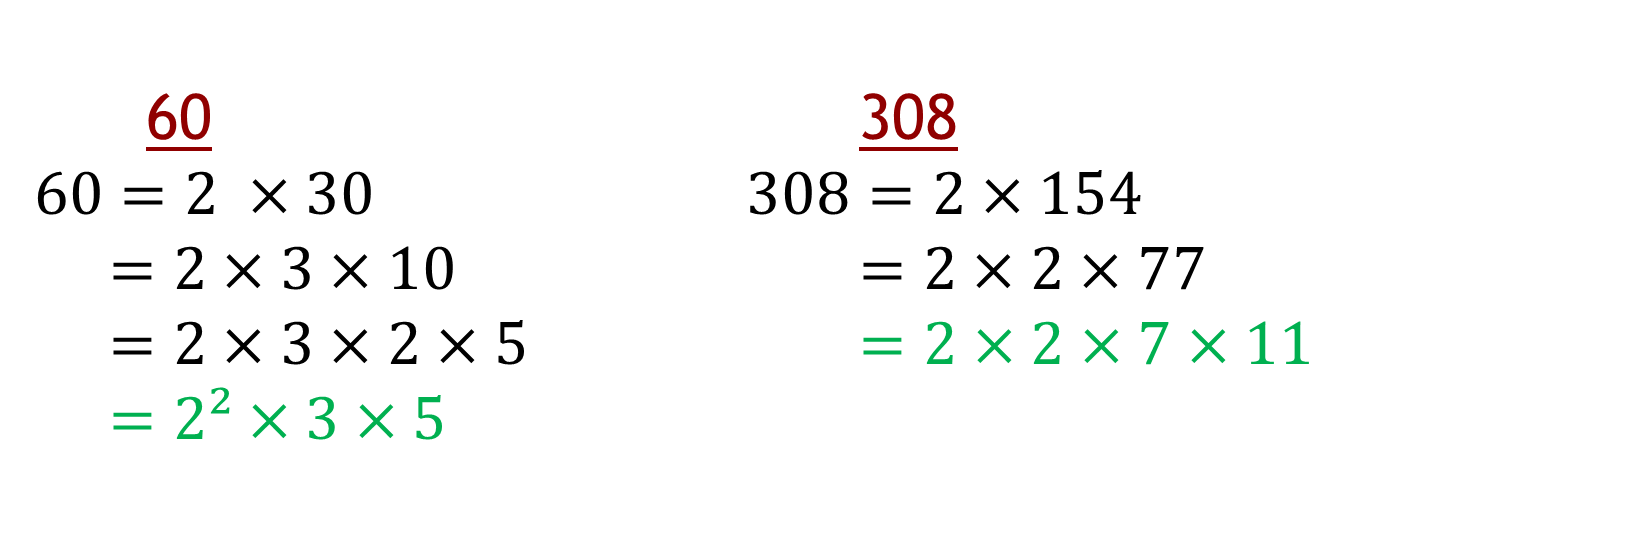 60
60 = 2 × 30
= 2 × 3 × 10
= 2 × 3 × 2 × 5
= 2² × 3 × 5
308
308 = 2 × 154
= 2 × 2 × 77
= 2 × 2 × 7 × 11